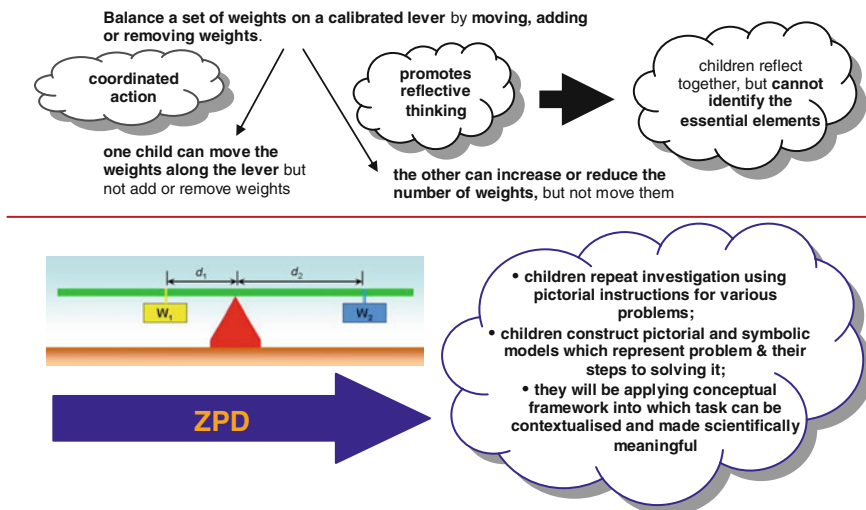 Balance a set of weights on a calibrated lever by moving, adding
or removing weights.
coordinated
action
promotes
reflective
thinking
children reflect
together, but cannot
identify the
essential elements
one child can move the
weights along the lever but
not add or remove weights
the other can increase or reduce the
number of weights, but not move them
d1
d2
W1
W2
ZPD
• children repeat investigation using
pictorial instructions for various
problems;
• children construct pictorial and symbolic
models which represent problem & their
steps to solving it;
• they will be applying conceptual
framework into which task can be
contextualised and made scientifically
meaningful